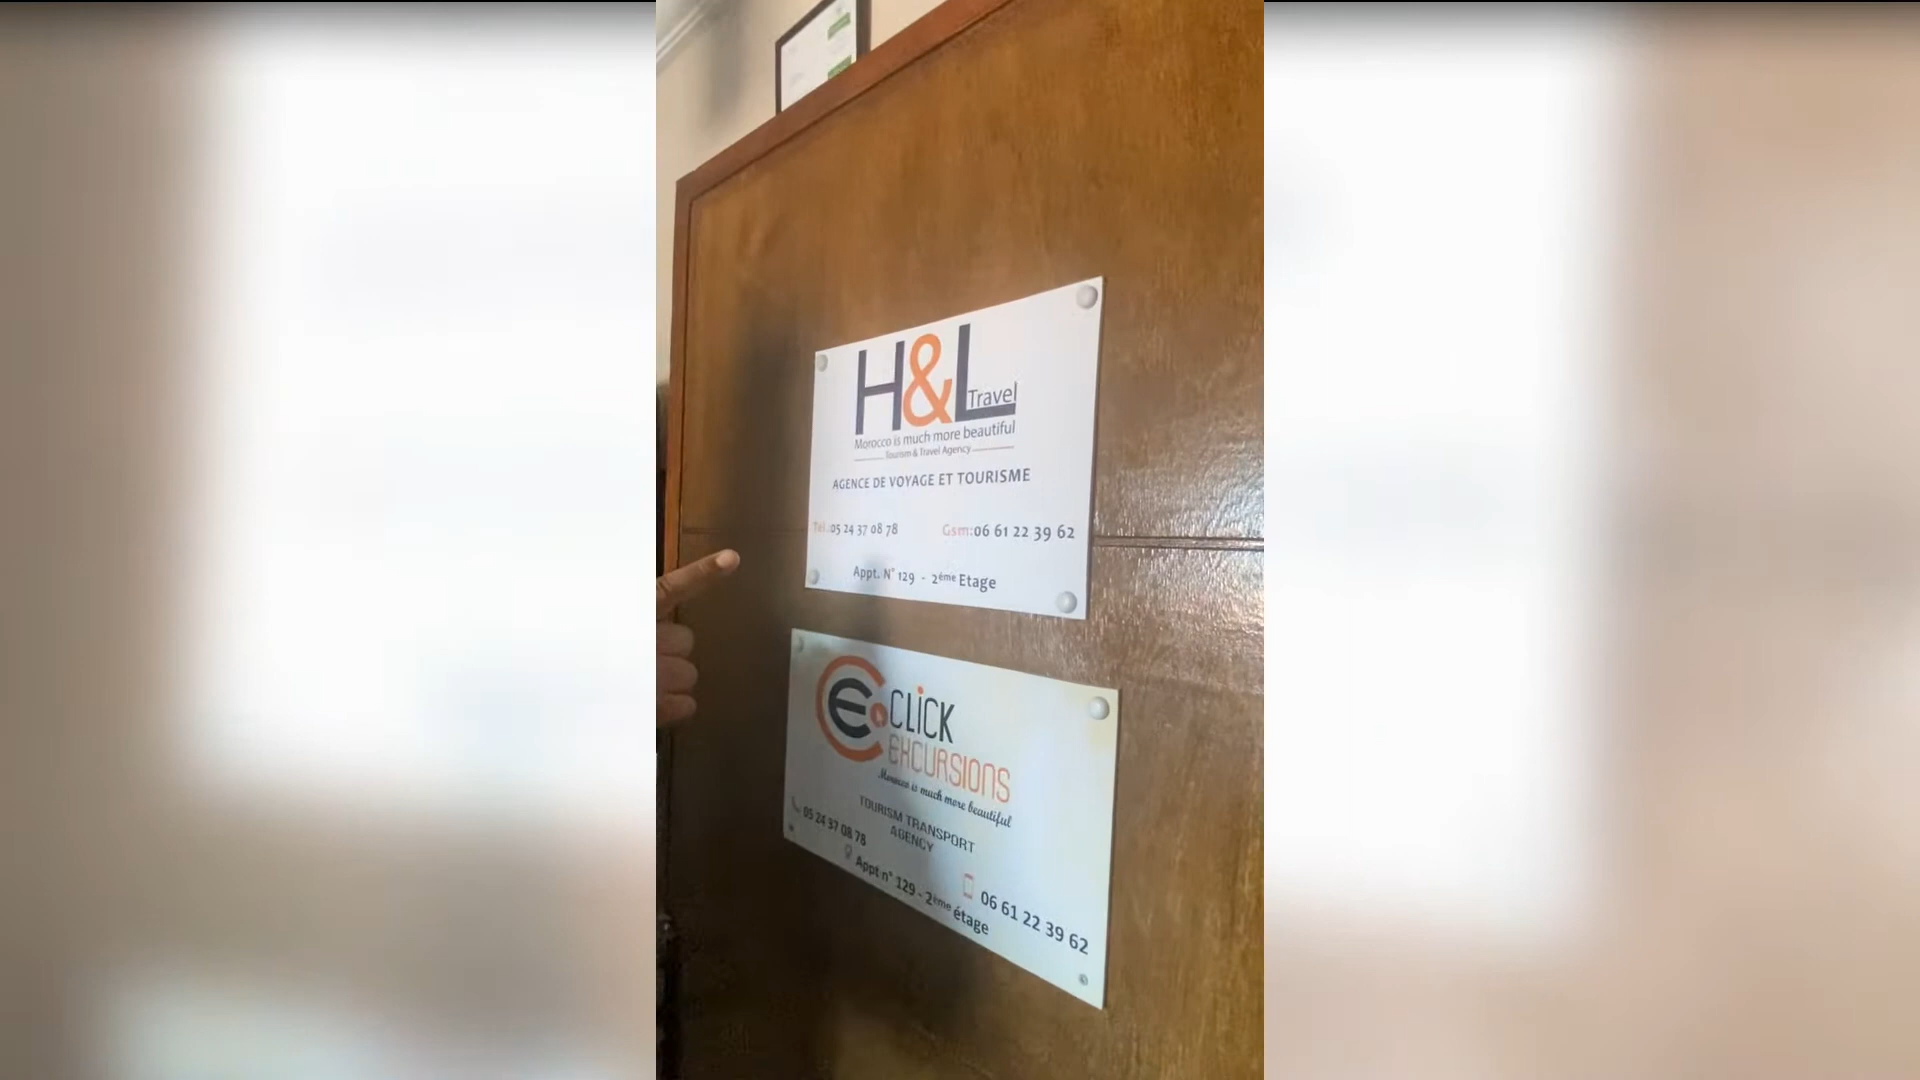 H&L Travel
Morocco is much more beautiful
Tourism & Travel Agency
AGENCE DE VOYAGE ET TOURISME
Tél.:05 24 37 08 78 Gsm:06 61 22 39 62
Appt. N° 129 - 2ème Etage
CLiCK
EXCURSIONS
Morocco is much more beautiful
TOURISM TRANSPORT
AGENCY
05 24 37 08 78
06 61 22 39 62
Appt n° 129 - 2ème étage